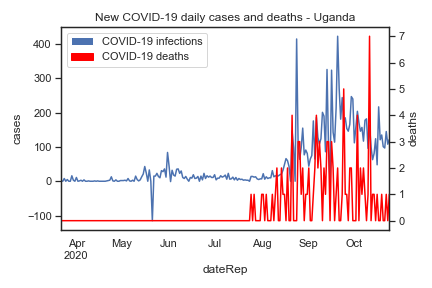 New COVID-19 daily cases and deaths - Uganda
COVID-19 infections
COVID-19 deaths
400
300
200
100
0
−100
cases
7
6
5
4
3
2
1
0
deaths
Apr May Jun Jul Aug Sep Oct
2020
dateRep